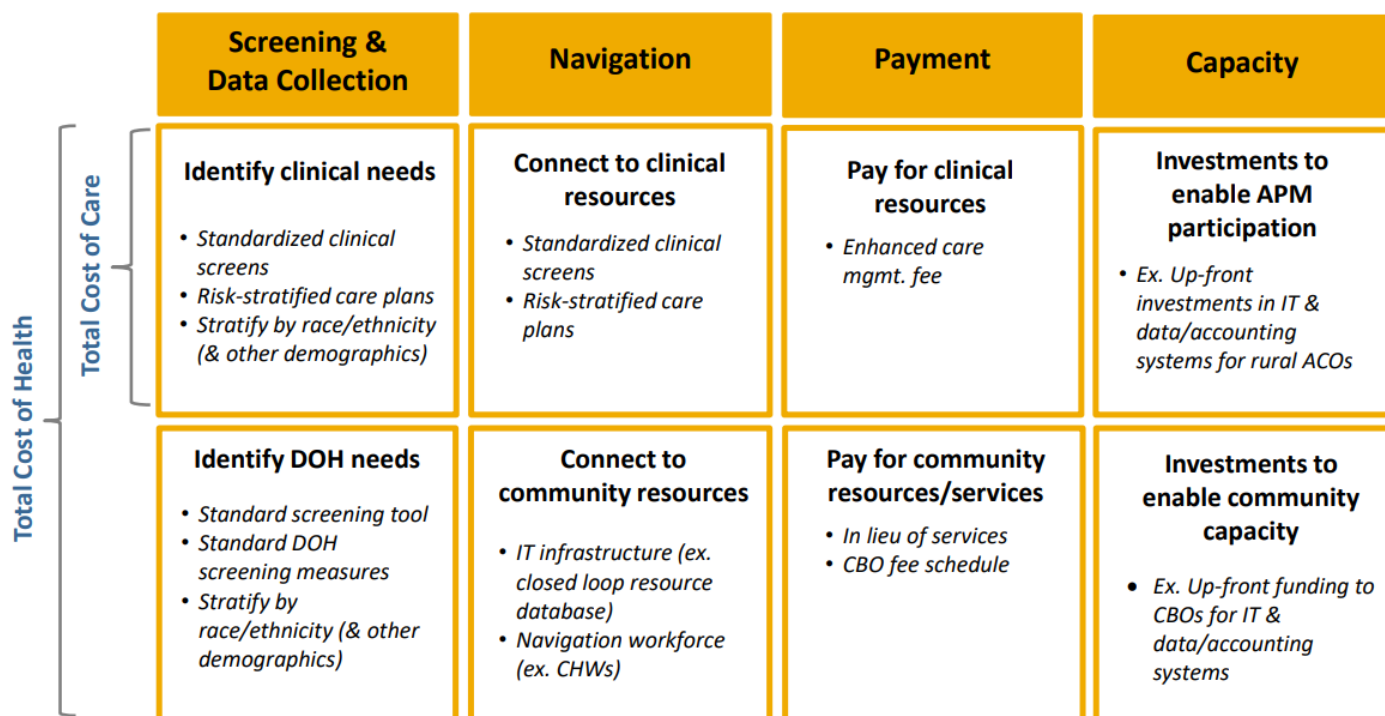 Screening &
Data Collection
Navigation
Payment
Capacity
Total Cost of Health
Total Cost of Care
Identify clinical needs
• Standardized clinical
screens
• Risk-stratified care plans
• Stratify by race/ethnicity
(& other demographics)
Connect to clinical
resources
• Standardized clinical
screens
• Risk-stratified care
plans
Pay for clinical
resources
• Enhanced care
mgmt. fee
Investments to
enable APM
participation
• Ex. Up-front
investments in IT &
data/accounting
systems for rural ACOs
Identify DOH needs
• Standard screening tool
• Standard DOH
screening measures
• Stratify by
race/ethnicity (& other
demographics)
Connect to
community resources
• IT infrastructure (ex.
closed loop resource
database)
• Navigation workforce
(ex. CHWs)
Pay for community
resources/services
• In lieu of services
• CBO fee schedule
Investments to
enable community
capacity
• Ex. Up-front funding to
CBOs for IT &
data/accounting
systems